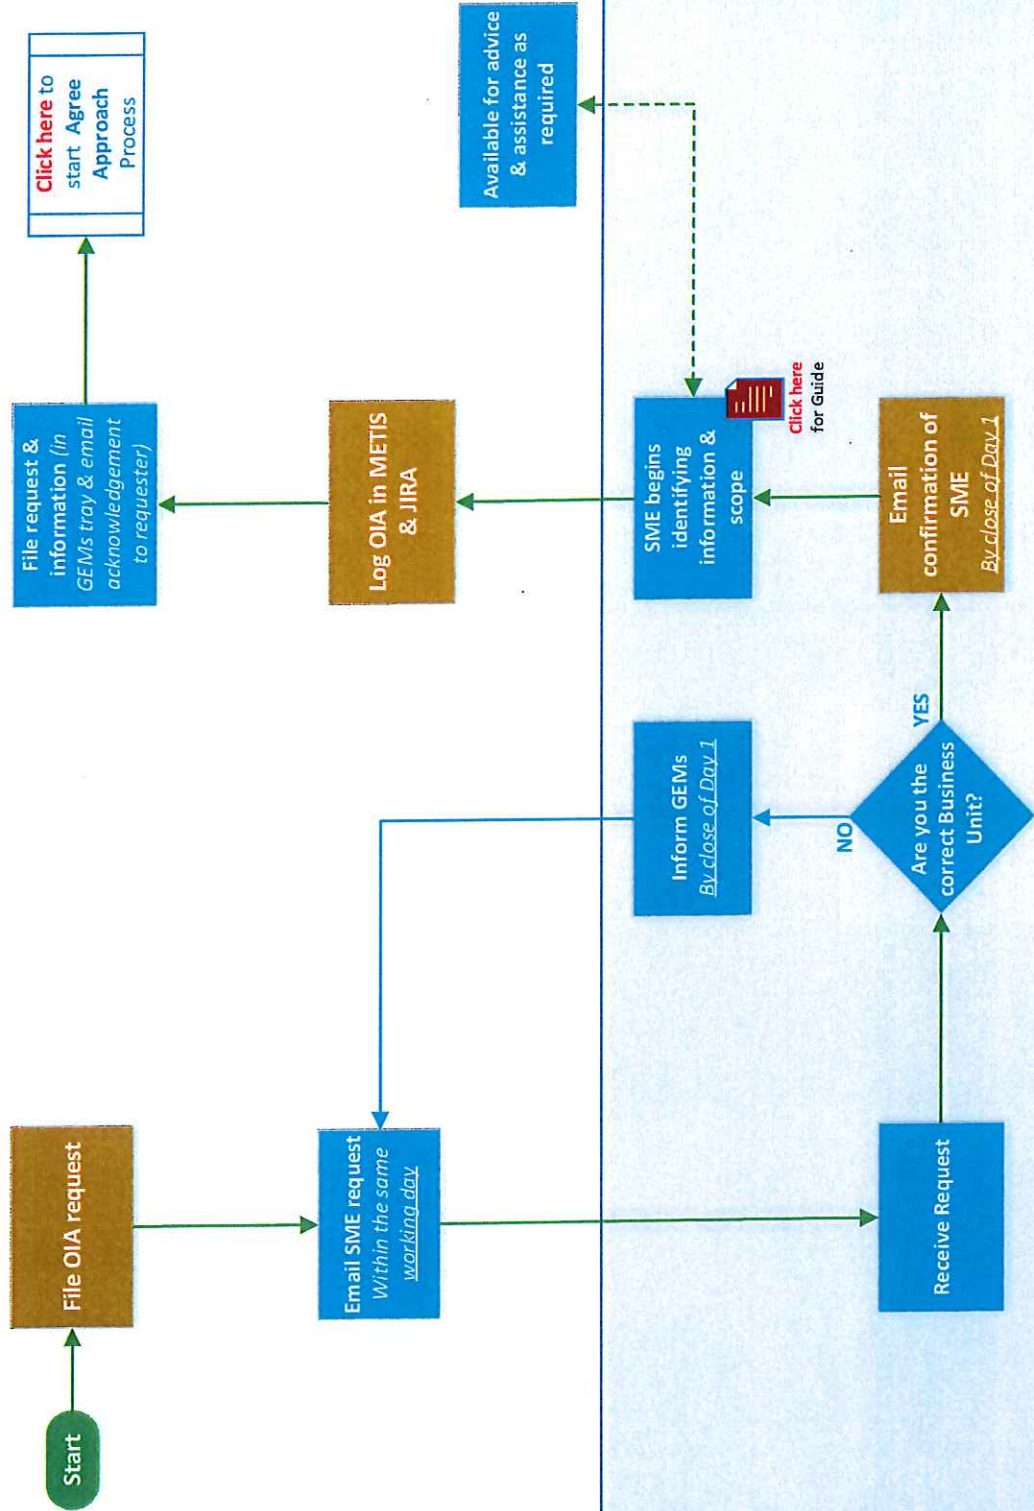 Start
File OIA request
Email SME request
Within the same
working day
Receive Request
Are you the
correct Business
Unit?
NO
YES
Inform GEMs
By close of Day 1
Email
confirmation of
SME
By close of Day 1
SME begins
identifying
information &
scope
Click here
for Guide
Available for advice
& assistance as
required
Log OIA in METIS
& JIRA
File request &
information (in
GEMs tray & email
acknowledgement
to requester)
Click here to
start Agree
Approach
Process